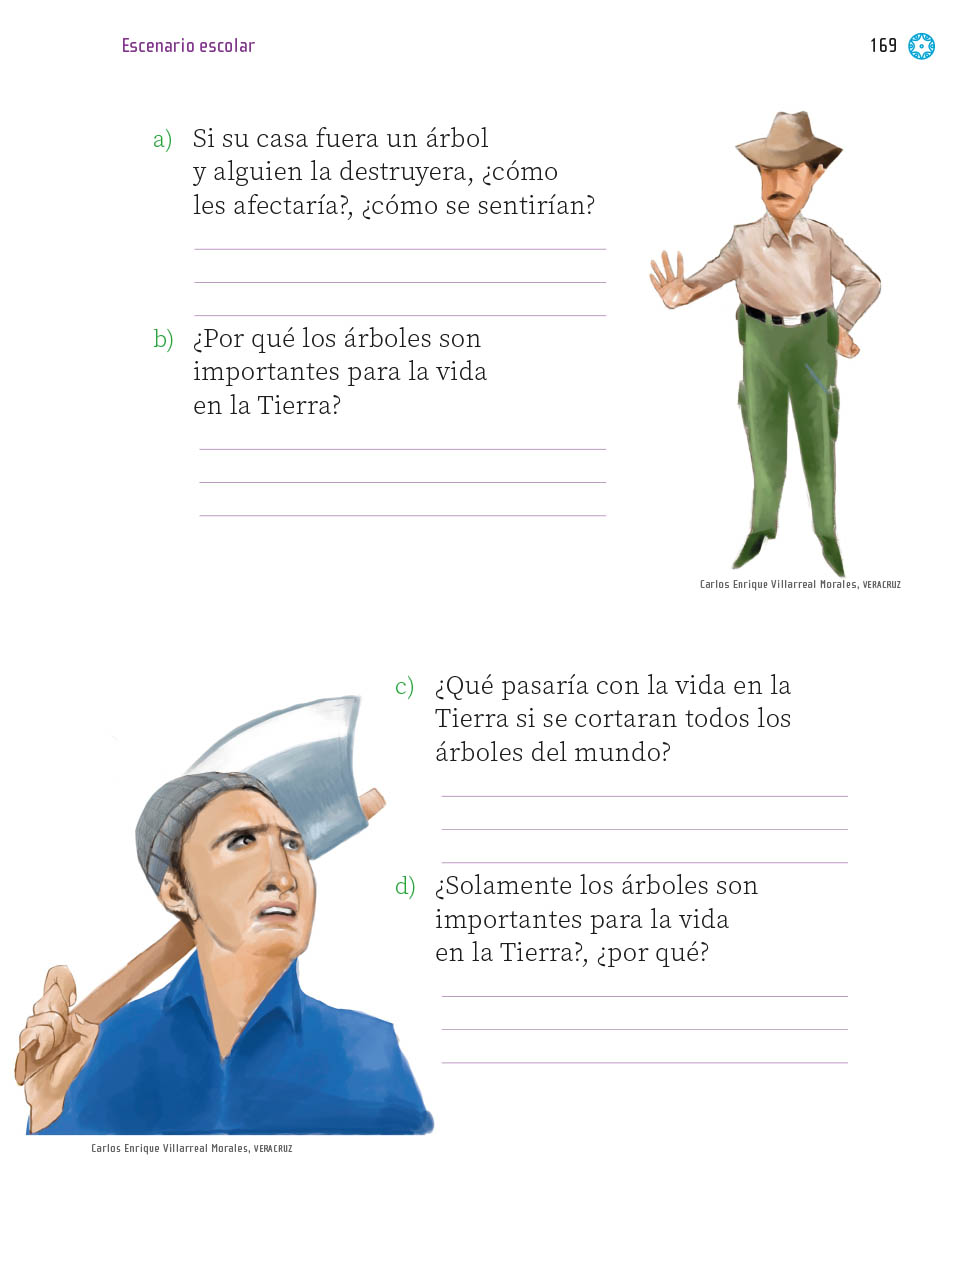 Escenario escolar
169
a) Si su casa fuera un árbol
y alguien la destruyera, ¿cómo
les afectaría?, ¿cómo se sentirían?
b) ¿Por qué los árboles son
importantes para la vida
en la Tierra?
Carlos Enrique Villarreal Morales, VERACRUZ
c) ¿Qué pasaría con la vida en la
Tierra si se cortaran todos los
árboles del mundo?
d) ¿Solamente los árboles son
importantes para la vida
en la Tierra?, ¿por qué?
Carlos Enrique Villarreal Morales, VERACRUZ